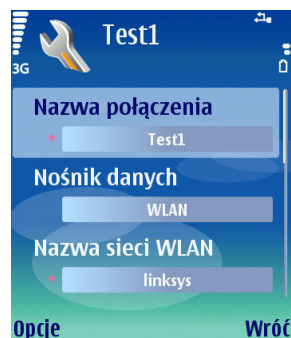 Test1
3G
Nazwa połączenia
* Test1
Nośnik danych
WLAN
Nazwa sieci WLAN
* linksys
Opcje Wróć